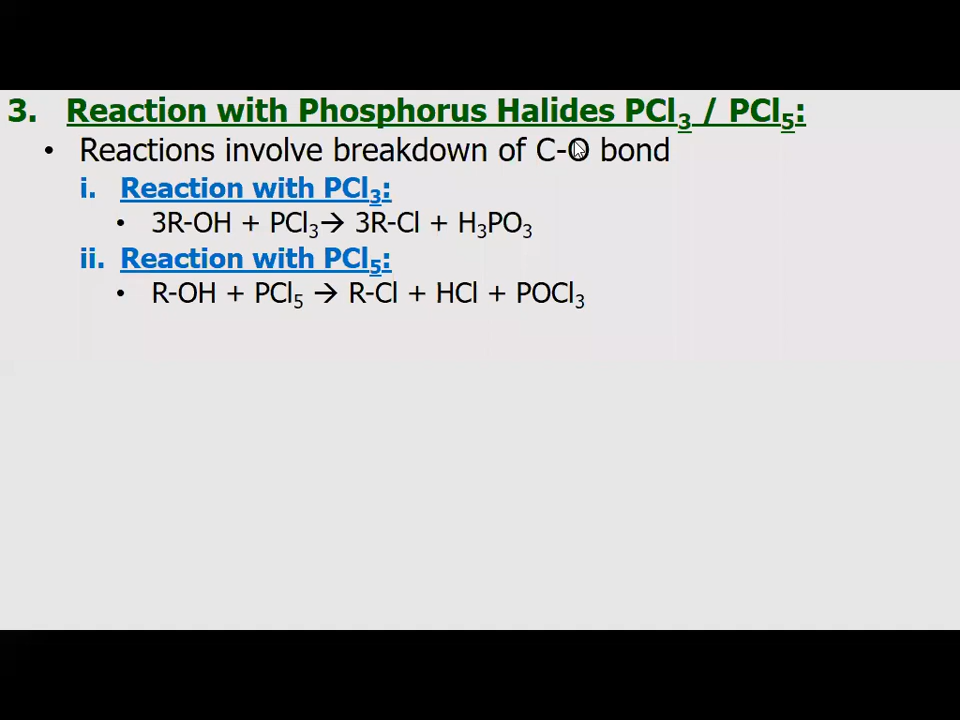 3. Reaction with Phosphorus Halides PCl₃ / PCl₅:
• Reactions involve breakdown of C-O bond
i. Reaction with PCl₃:
• 3R-OH + PCl₃→ 3R-Cl + H₃PO₃
ii. Reaction with PCl₅:
• R-OH + PCl₅ → R-Cl + HCl + POCl₃